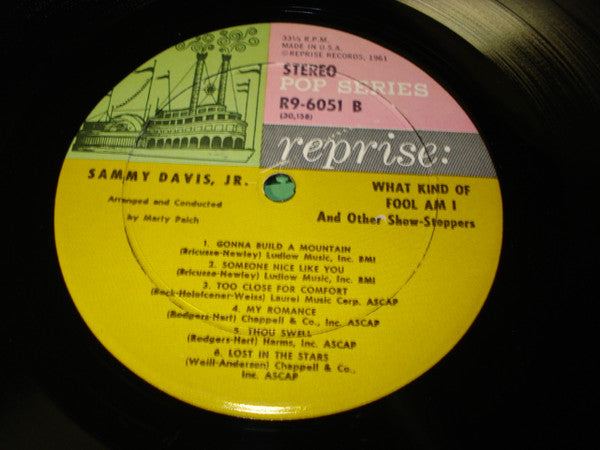 33⅓ R.P.M.
MADE IN U.S.A.
©REPRISE RECORDS, 1961
STEREO
POP SERIES
R9-6051 B
(30,158)
reprise:
SAMMY DAVIS, JR.
Arranged and Conducted
by Marty Paich
WHAT KIND OF
FOOL AM I
And Other Show-Stoppers
1. GONNA BUILD A MOUNTAIN
(Bricusse-Newley) Ludlow Music, Inc. BMI
2. SOMEONE NICE LIKE YOU
(Bricusse-Newley) Ludlow Music, Inc. BMI
3. TOO CLOSE FOR COMFORT
(Bock-Holofcener-Weiss) Laurel Music Corp. ASCAP
4. MY ROMANCE
(Rodgers-Hart) Chappell & Co., Inc. ASCAP
5. THOU SWELL
(Rodgers-Hart) Harms, Inc. ASCAP
6. LOST IN THE STARS
(Weill-Anderson) Chappell & Co.,
Inc. ASCAP